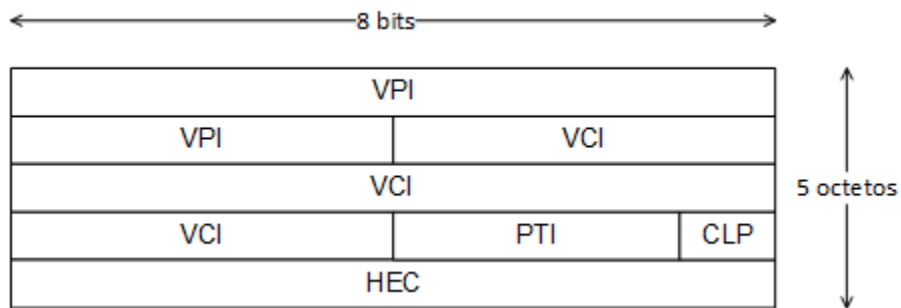 8 bits
VPI
VPI VCI
VCI
5 octetos
VCI PTI CLP
HEC